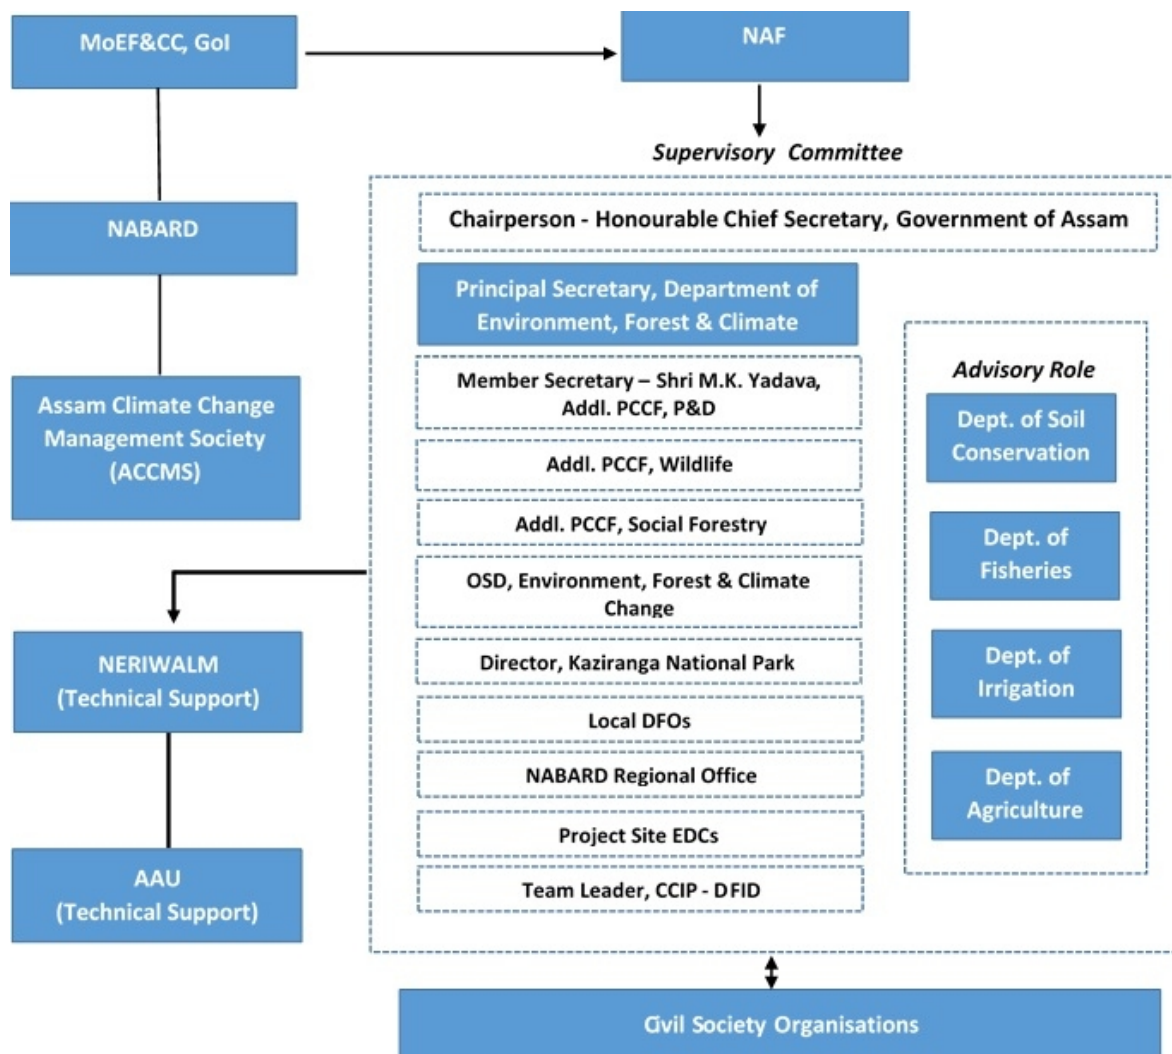 MoEF&CC, GoI
NAF
Supervisory Committee
NABARD
Assam Climate Change
Management Society
(ACCMS)
NERIWALM
(Technical Support)
AAU
(Technical Support)
Chairperson - Honourable Chief Secretary, Government of Assam
Principal Secretary, Department of
Environment, Forest & Climate
Member Secretary – Shri M.K. Yadava,
Addl. PCCF, P&D
Addl. PCCF, Wildlife
Addl. PCCF, Social Forestry
OSD, Environment, Forest & Climate
Change
Director, Kaziranga National Park
Local DFOs
NABARD Regional Office
Project Site EDCs
Team Leader, CCIP - DFID
Advisory Role
Dept. of Soil
Conservation
Dept. of
Fisheries
Dept. of
Irrigation
Dept. of
Agriculture
Civil Society Organisations